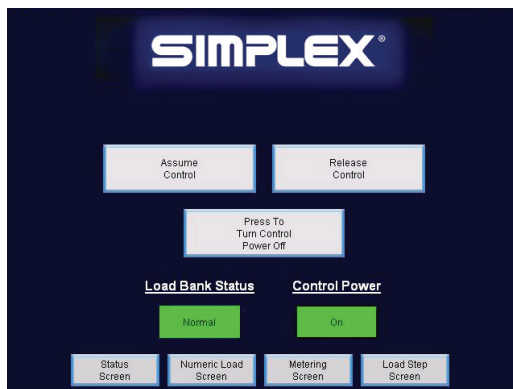 SIMPLEX®
Assume
Control
Release
Control
Press To
Turn Control
Power Off
Load Bank Status
Control Power
Normal
On
Status
Screen
Numeric Load
Screen
Metering
Screen
Load Step
Screen